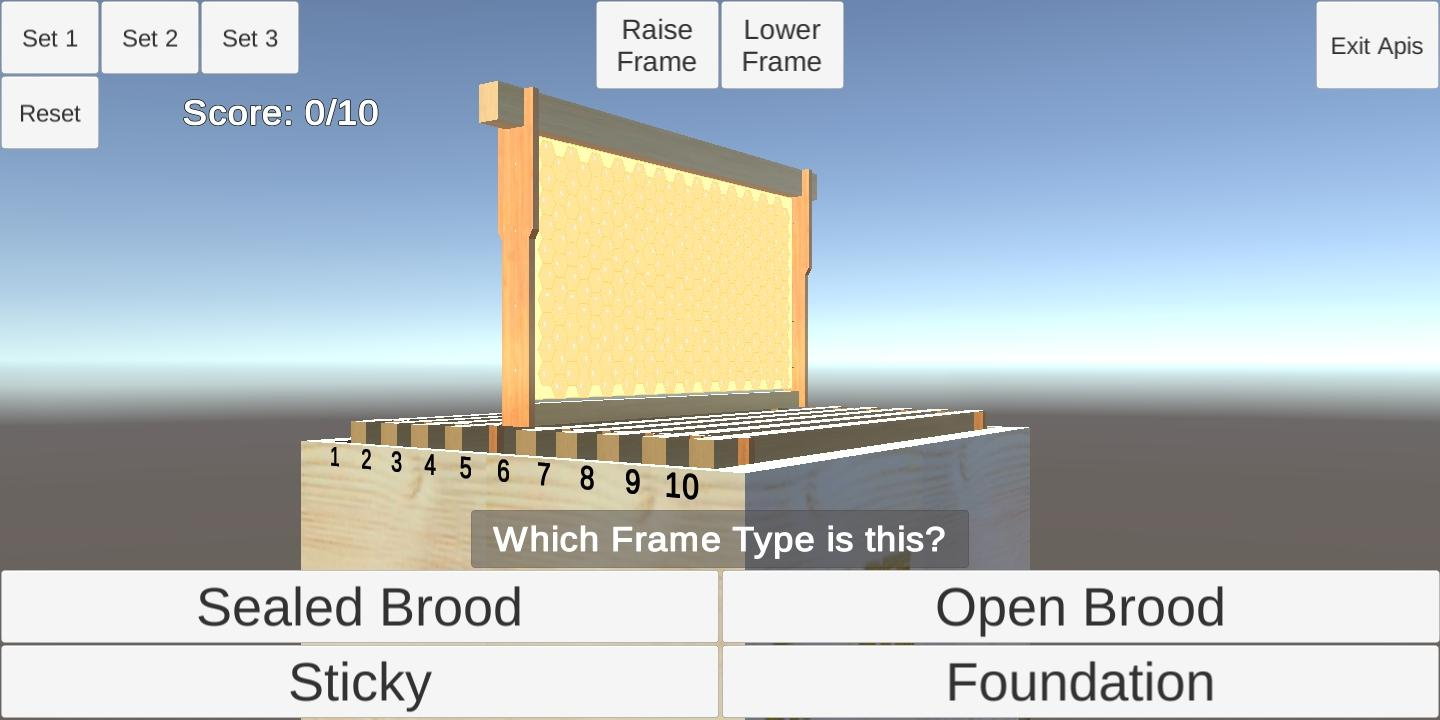 Set 1
Set 2
Set 3
Raise
Frame
Lower
Frame
Exit Apis
Reset
Score: 0/10
1 2 3 4 5 6 7 8 9 10
Which Frame Type is this?
Sealed Brood
Open Brood
Sticky
Foundation